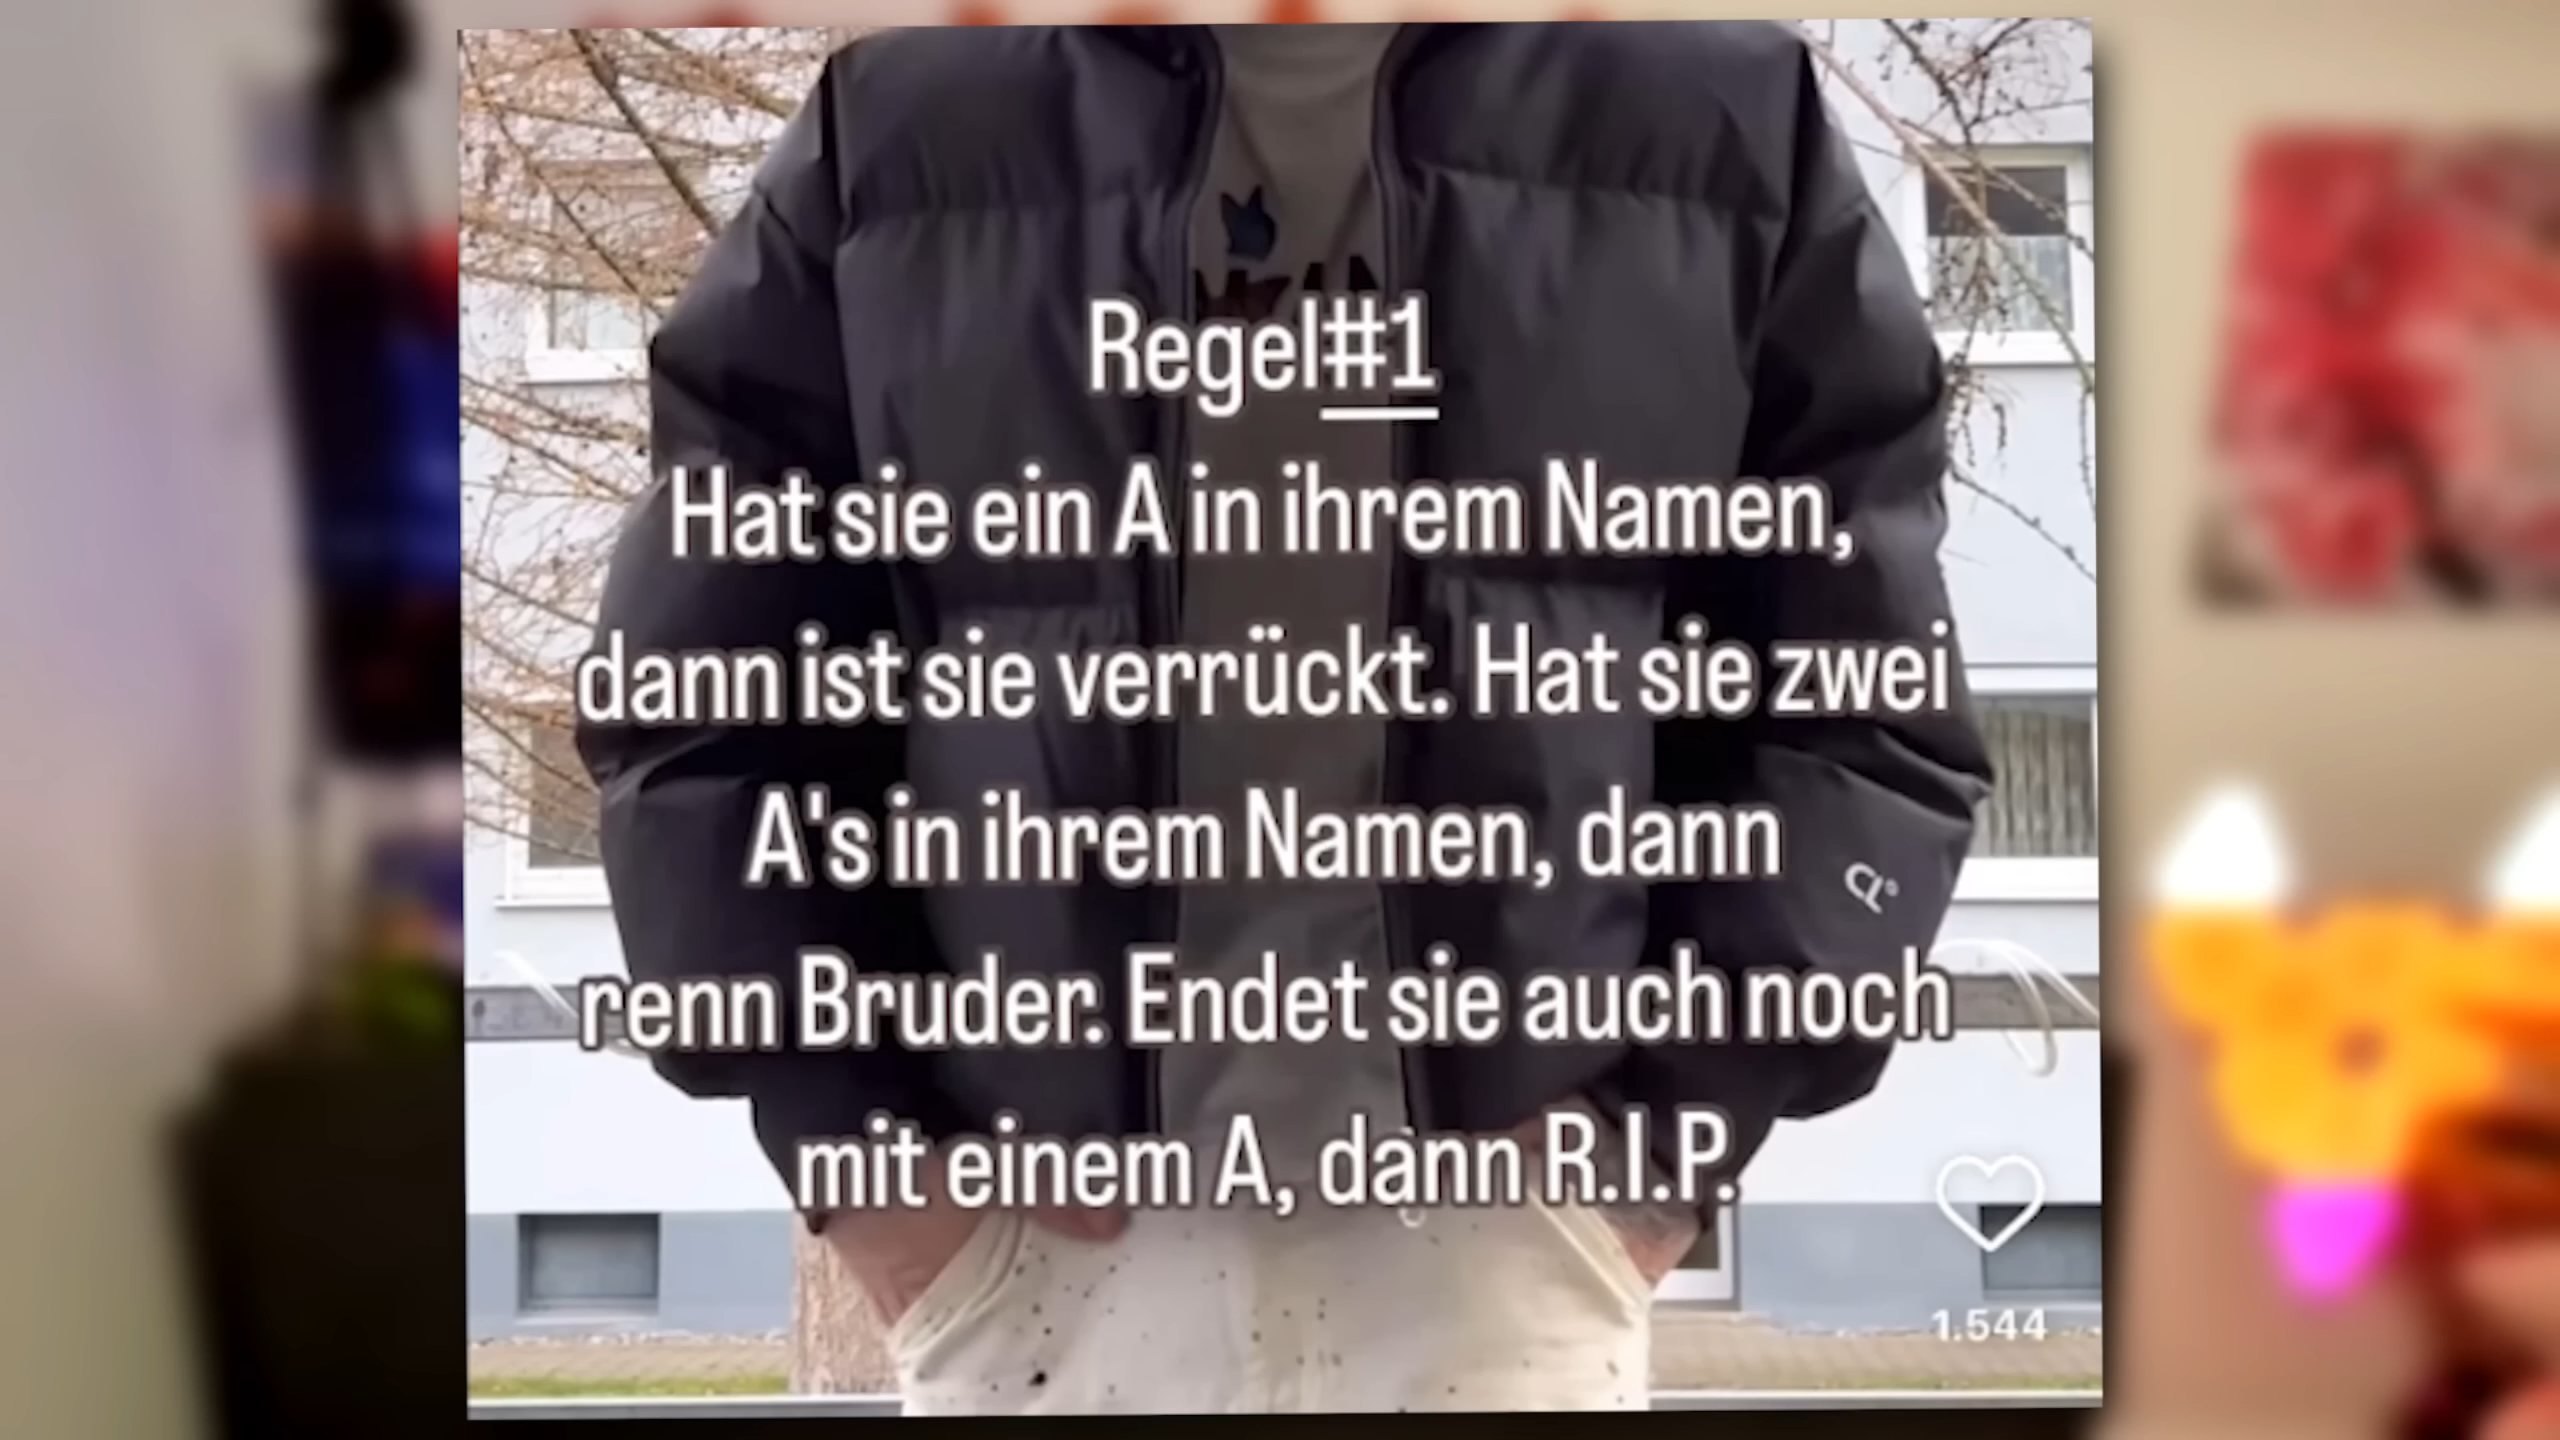 Regel#1
Hat sie ein A in ihrem Namen,
dann ist sie verrückt. Hat sie zwei
A's in ihrem Namen, dann
renn Bruder. Endet sie auch noch
mit einem A, dann R.I.P.
CL°
1.544